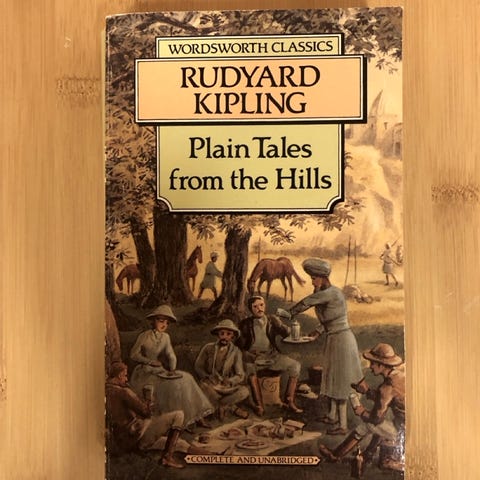 WORDSWORTH CLASSICS
RUDYARD
KIPLING
Plain Tales
from the Hills
• COMPLETE AND UNABRIDGED •